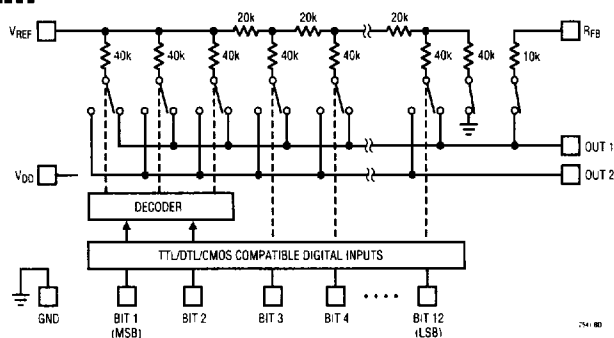 20k 20k 20k
VREF RFB
40k 40k 40k 40k 40k 40k 40k 10k
OUT 1
VDD OUT 2
DECODER
TTL/DTL/CMOS COMPATIBLE DIGITAL INPUTS
GND BIT 1 BIT 2 BIT 3 BIT 4 BIT 12
(MSB) (LSB)
7541 BD